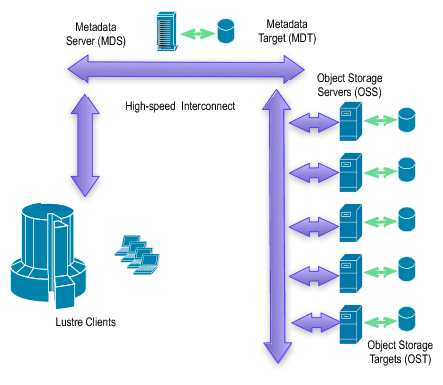 Metadata
Server (MDS)
Metadata
Target (MDT)
High-speed Interconnect
Object Storage
Servers (OSS)
Lustre Clients
Object Storage
Targets (OST)